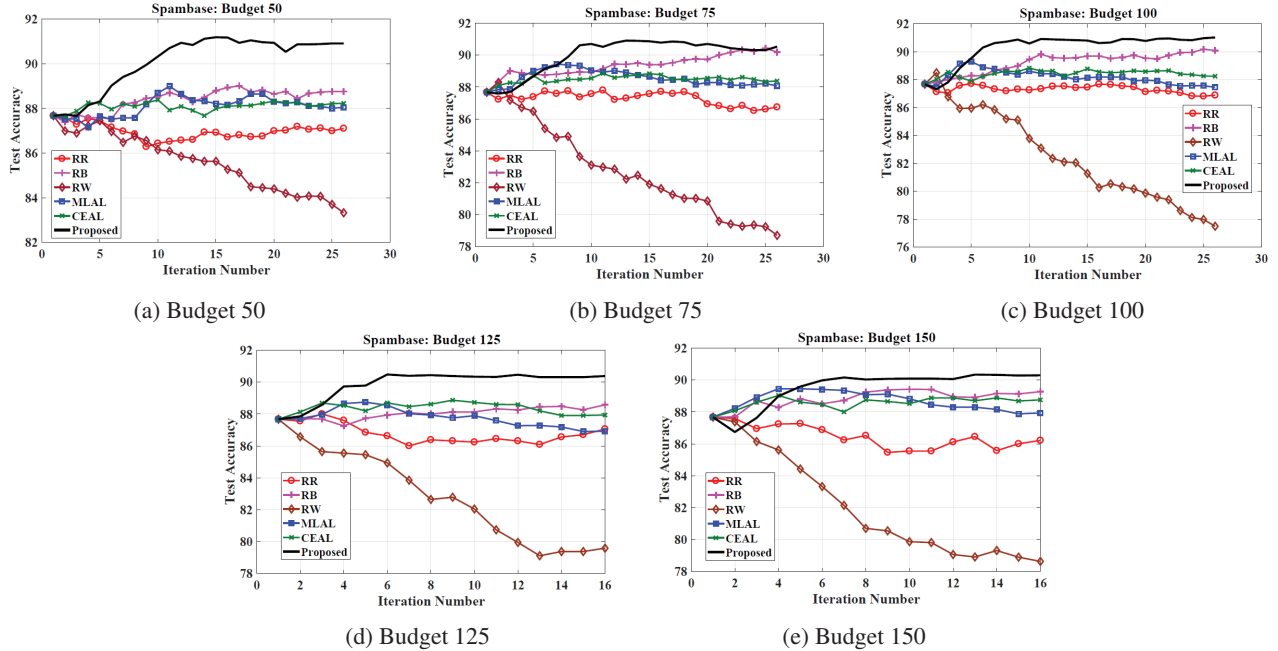 Spambase: Budget 50
92
90
88
86
84
82
0
5
10
15
20
25
30
Test Accuracy
Iteration Number
RR
RB
RW
MLAL
CEAL
Proposed
(a) Budget 50
Spambase: Budget 75
92
90
88
86
84
82
80
78
0
5
10
15
20
25
30
Test Accuracy
Iteration Number
RR
RB
RW
MLAL
CEAL
Proposed
(b) Budget 75
Spambase: Budget 100
92
90
88
86
84
82
80
78
76
0
5
10
15
20
25
30
Test Accuracy
Iteration Number
RR
RB
RW
MLAL
CEAL
Proposed
(c) Budget 100
Spambase: Budget 125
92
90
88
86
84
82
80
78
0
2
4
6
8
10
12
14
16
Test Accuracy
Iteration Number
RR
RB
RW
MLAL
CEAL
Proposed
(d) Budget 125
Spambase: Budget 150
92
90
88
86
84
82
80
78
0
2
4
6
8
10
12
14
16
Test Accuracy
Iteration Number
RR
RB
RW
MLAL
CEAL
Proposed
(e) Budget 150